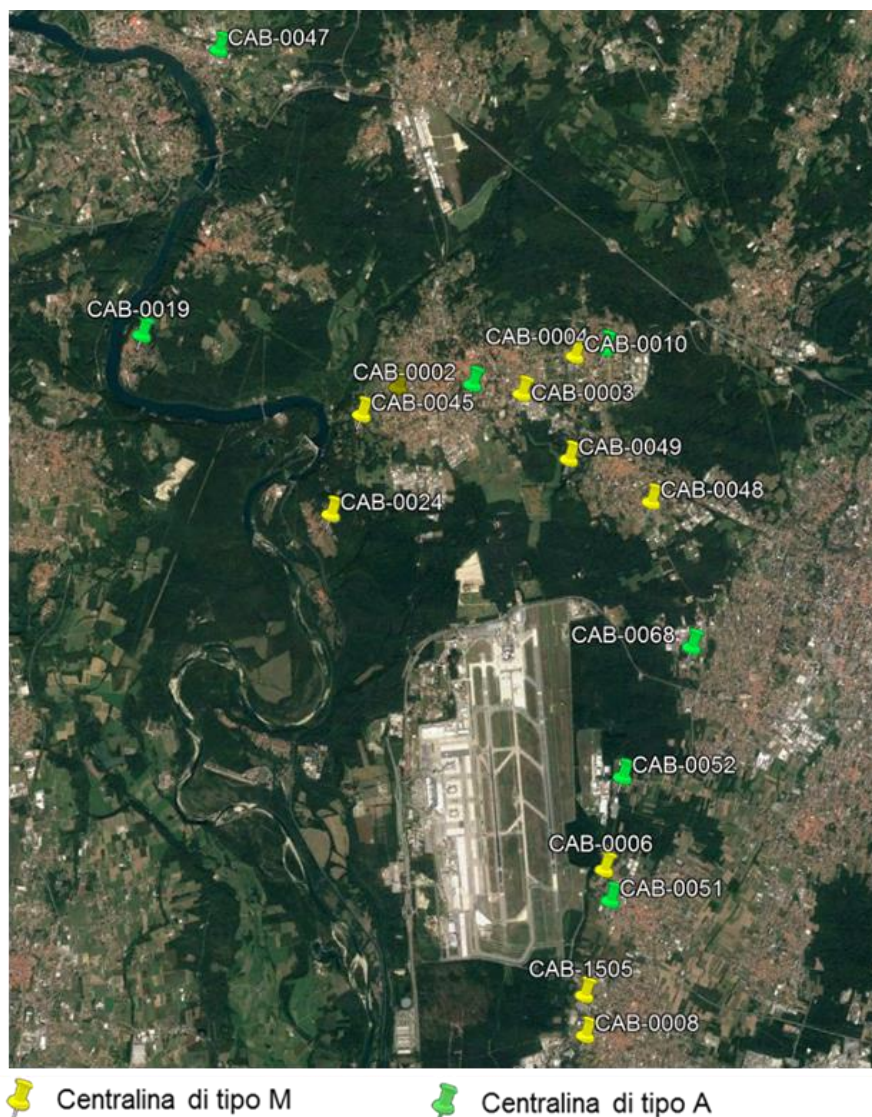 CAB-0047
CAB-0019
CAB-0004
CAB-0010
CAB-0002
CAB-0003
CAB-0045
CAB-0049
CAB-0048
CAB-0024
CAB-0068
CAB-0052
CAB-0006
CAB-0051
CAB-1505
CAB-0008
Centralina di tipo M
Centralina di tipo A